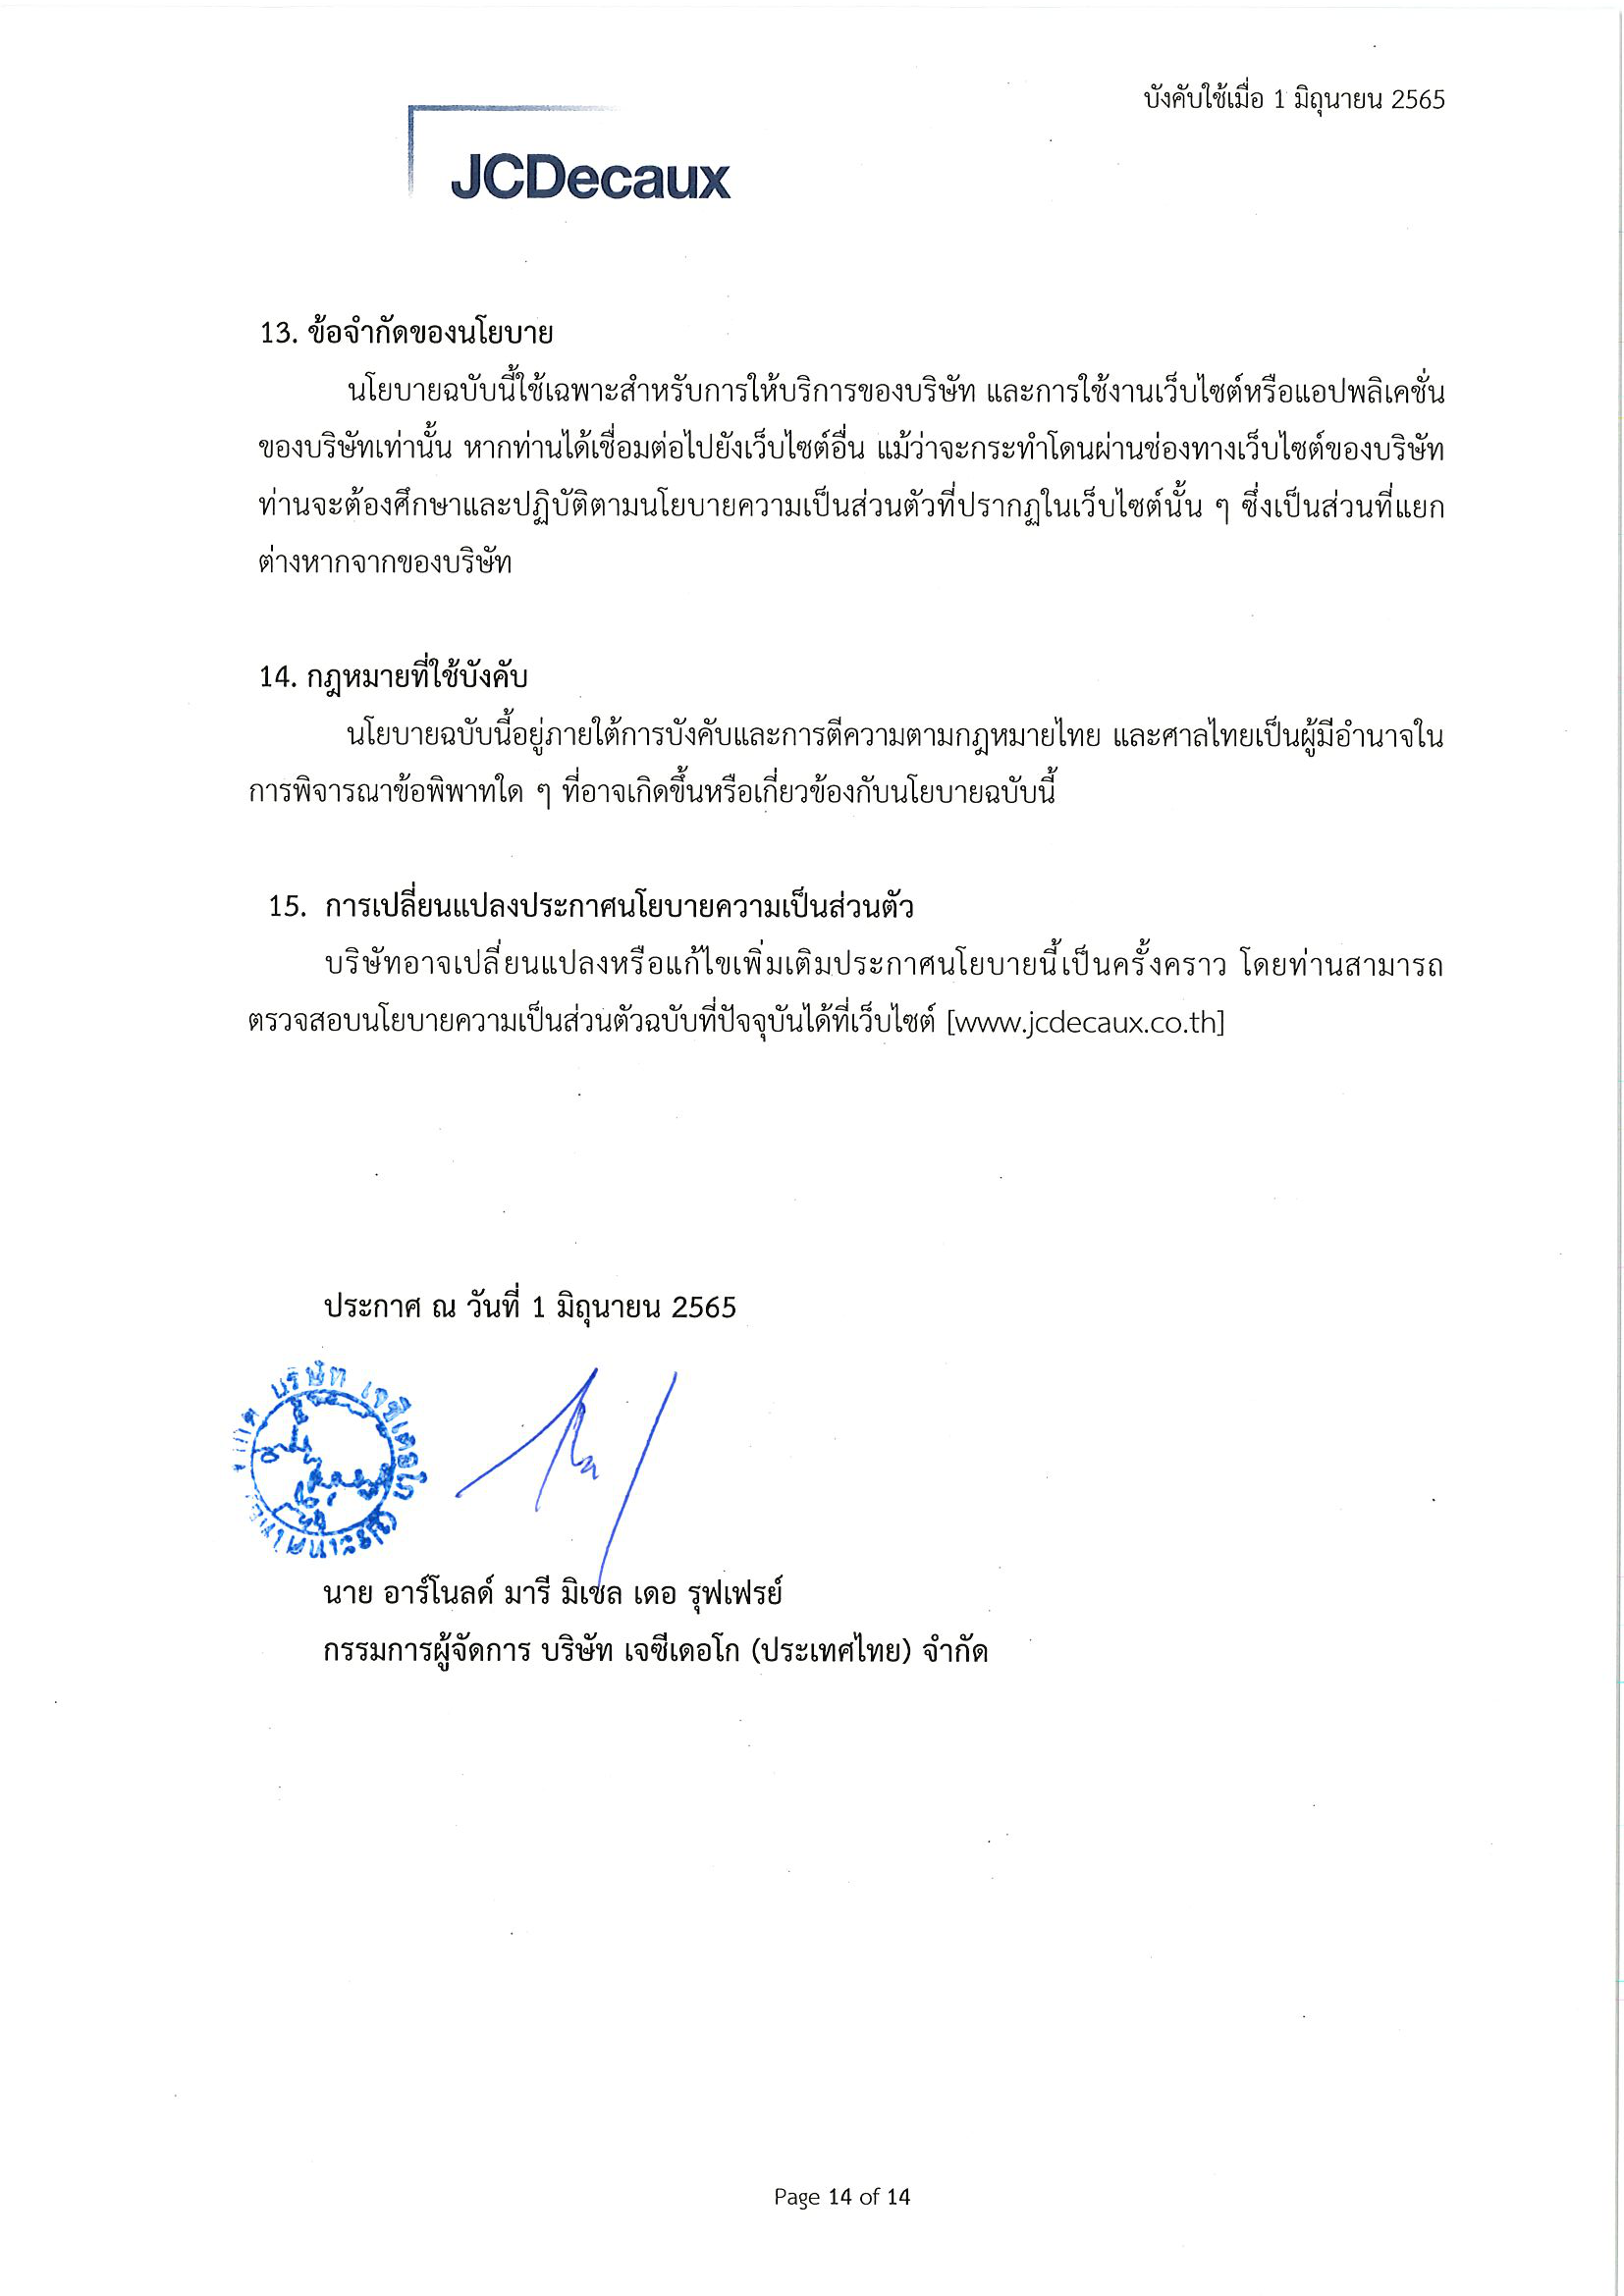 บังคับใช้เมื่อ 1 มิถุนายน 2565
JCDecaux
13. ข้อจำกัดของนโยบาย
นโยบายฉบับนี้ใช้เฉพาะสำหรับการให้บริการของบริษัท และการใช้งานเว็บไซต์หรือแอปพลิเคชั่น
ของบริษัทเท่านั้น หากท่านได้เชื่อมต่อไปยังเว็บไซต์อื่น แม้ว่าจะกระทำโดนผ่านช่องทางเว็บไซต์ของบริษัท
ท่านจะต้องศึกษาและปฏิบัติตามนโยบายความเป็นส่วนตัวที่ปรากฏในเว็บไซต์นั้น ๆ ซึ่งเป็นส่วนที่แยก
ต่างหากจากของบริษัท
14. กฎหมายที่ใช้บังคับ
นโยบายฉบับนี้อยู่ภายใต้การบังคับและการตีความตามกฎหมายไทย และศาลไทยเป็นผู้มีอำนาจใน
การพิจารณาข้อพิพาทใด ๆ ที่อาจเกิดขึ้นหรือเกี่ยวข้องกับนโยบายฉบับนี้
15. การเปลี่ยนแปลงประกาศนโยบายความเป็นส่วนตัว
บริษัทอาจเปลี่ยนแปลงหรือแก้ไขเพิ่มเติมประกาศนโยบายนี้เป็นครั้งคราว โดยท่านสามารถ
ตรวจสอบนโยบายความเป็นส่วนตัวฉบับที่ปัจจุบันได้ที่เว็บไซต์ [www.jcdecaux.co.th]
ประกาศ ณ วันที่ 1 มิถุนายน 2565
บริษัท เจซีเดอโก (ประเทศไทย)
นาย อาร์โนลด์ มารี มิเชล เดอ รุฟเฟรย์
กรรมการผู้จัดการ บริษัท เจซีเดอโก (ประเทศไทย) จำกัด
Page 14 of 14